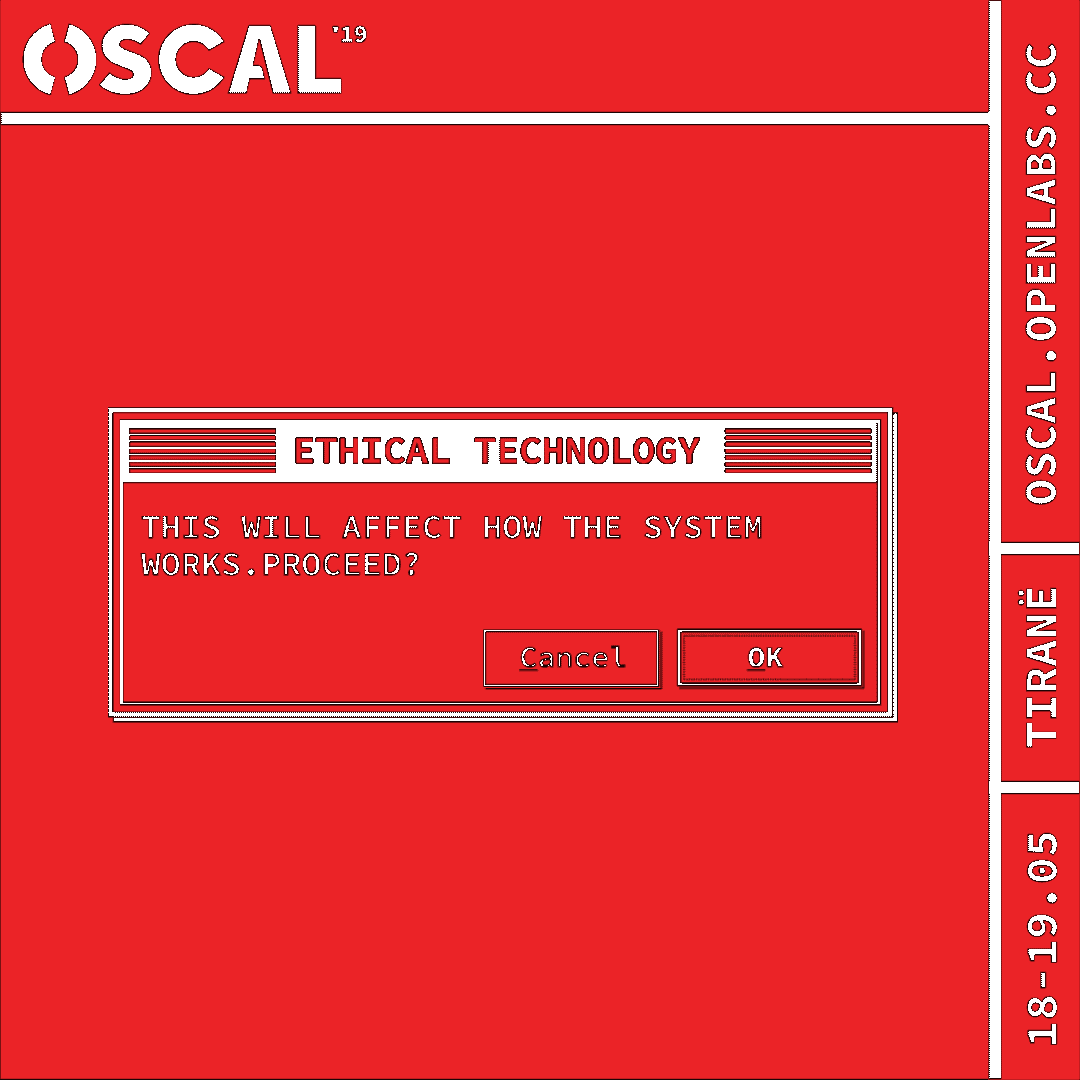 OSCAL'19
ETHICAL TECHNOLOGY
THIS WILL AFFECT HOW THE SYSTEM
WORKS.PROCEED?
Cancel
OK
OSCAL.OPENLABS.CC
TIRANË
18-19.05